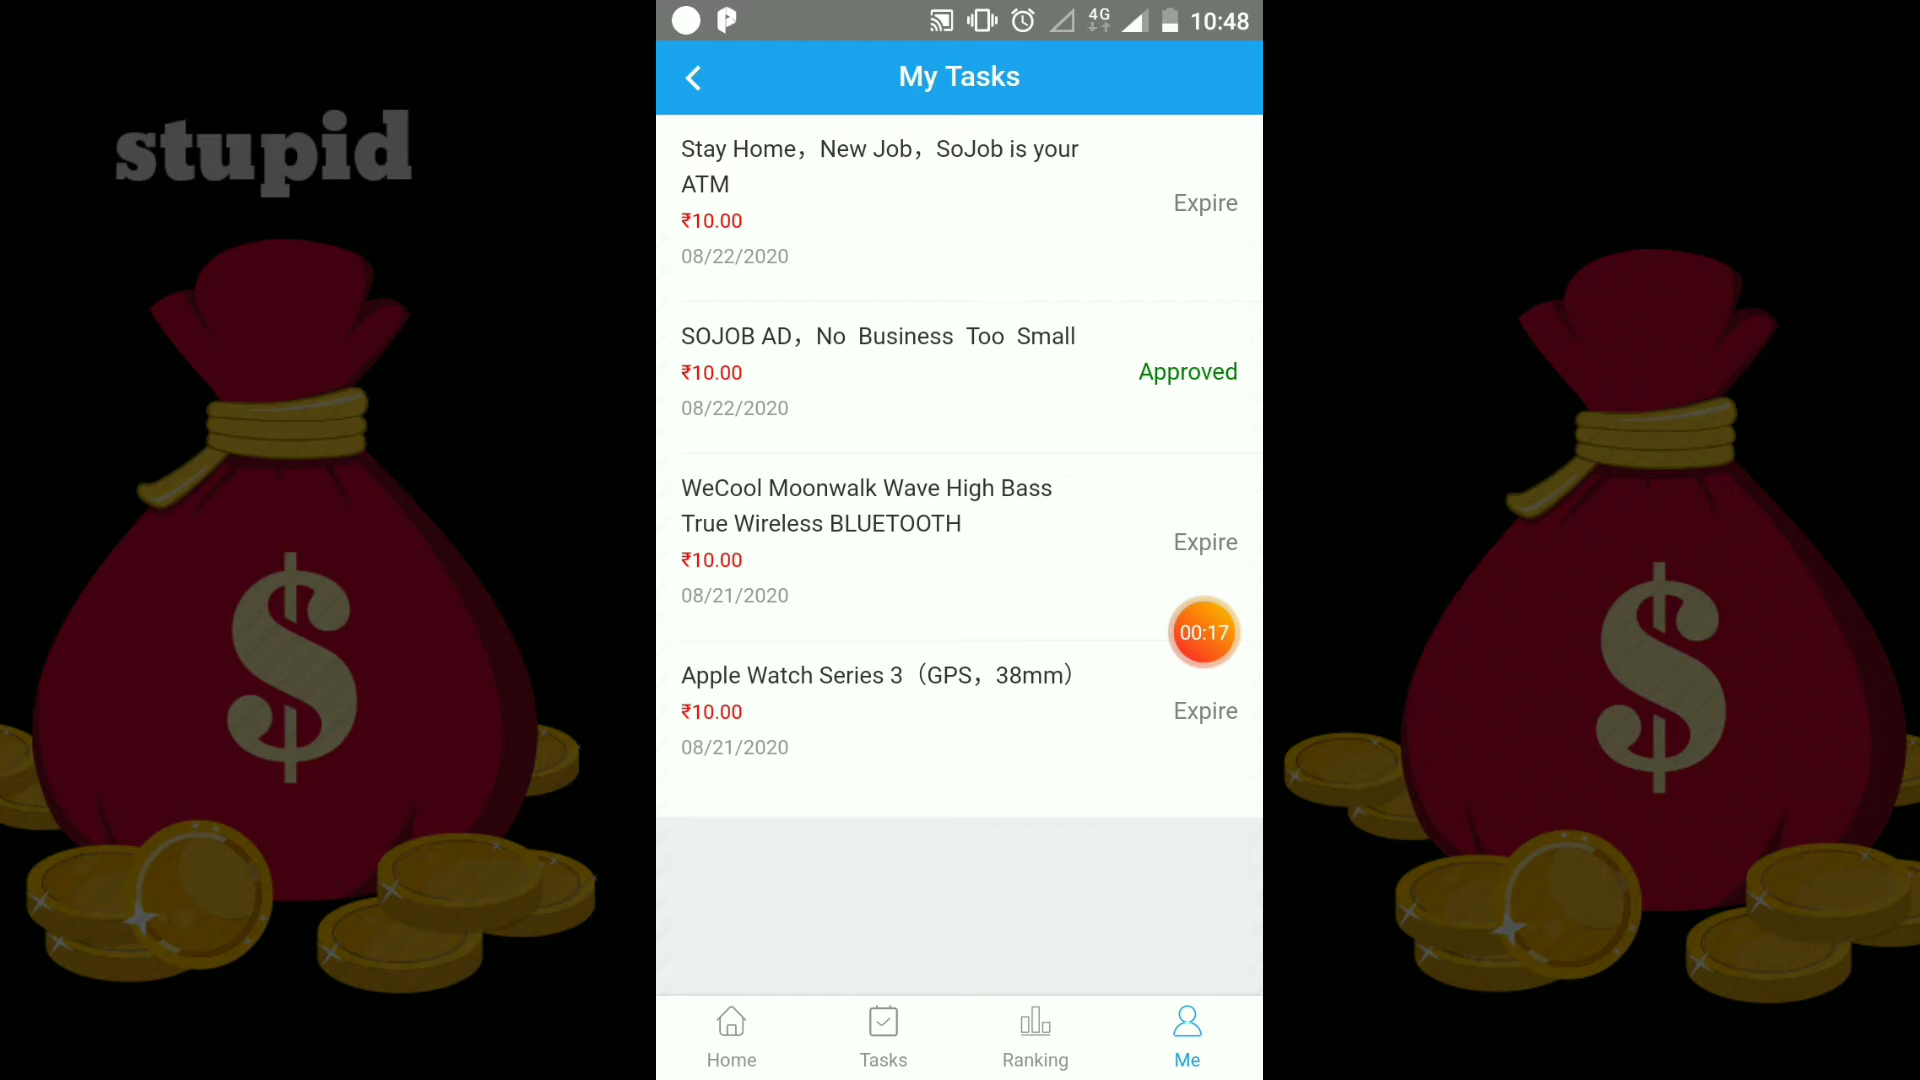 stupid
10:48
4G
My Tasks
Stay Home，New Job，SoJob is your
ATM
₹10.00
08/22/2020
Expire
SOJOB AD，No Business Too Small
₹10.00
08/22/2020
Approved
WeCool Moonwalk Wave High Bass
True Wireless BLUETOOTH
₹10.00
08/21/2020
Expire
00:17
Apple Watch Series 3（GPS，38mm）
₹10.00
08/21/2020
Expire
Home
Tasks
Ranking
Me
$
$